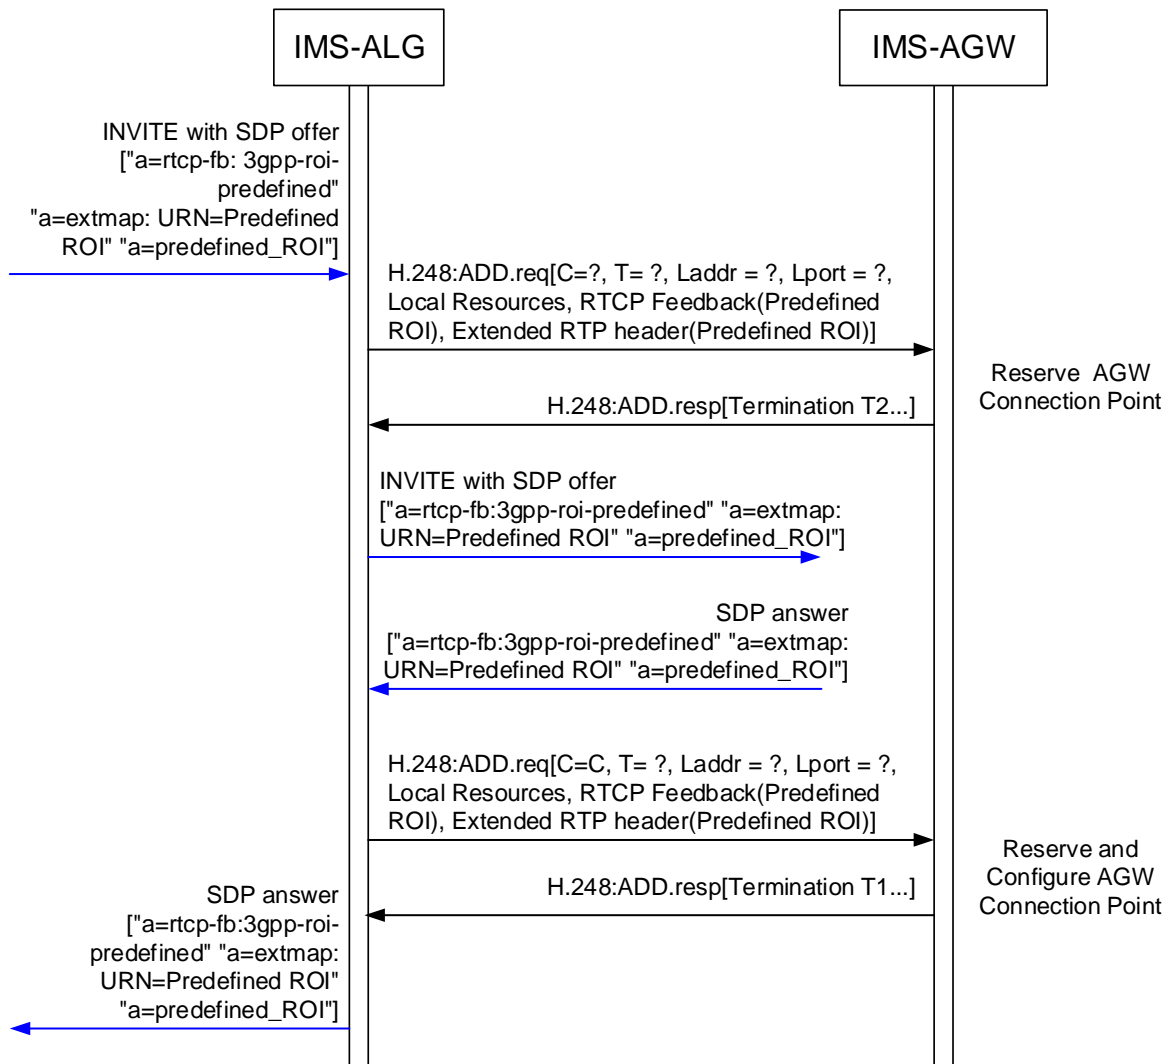 IMS-ALG
IMS-AGW
INVITE with SDP offer
["a=rtcp-fb: 3gpp-roi-
predefined"
"a=extmap: URN=Predefined
ROI" "a=predefined_ROI"]
H.248:ADD.req[C=?, T= ?, Laddr = ?, Lport = ?,
Local Resources, RTCP Feedback(Predefined
ROI), Extended RTP header(Predefined ROI)]
Reserve  AGW
Connection Point
H.248:ADD.resp[Termination T2...]
INVITE with SDP offer
["a=rtcp-fb:3gpp-roi-predefined" "a=extmap:
URN=Predefined ROI" "a=predefined_ROI"]
SDP answer
["a=rtcp-fb:3gpp-roi-predefined" "a=extmap:
URN=Predefined ROI" "a=predefined_ROI"]
H.248:ADD.req[C=C, T= ?, Laddr = ?, Lport = ?,
Local Resources, RTCP Feedback(Predefined
ROI), Extended RTP header(Predefined ROI)]
Reserve and
Configure AGW
Connection Point
H.248:ADD.resp[Termination T1...]
SDP answer
["a=rtcp-fb:3gpp-roi-
predefined" "a=extmap:
URN=Predefined ROI"
"a=predefined_ROI"]